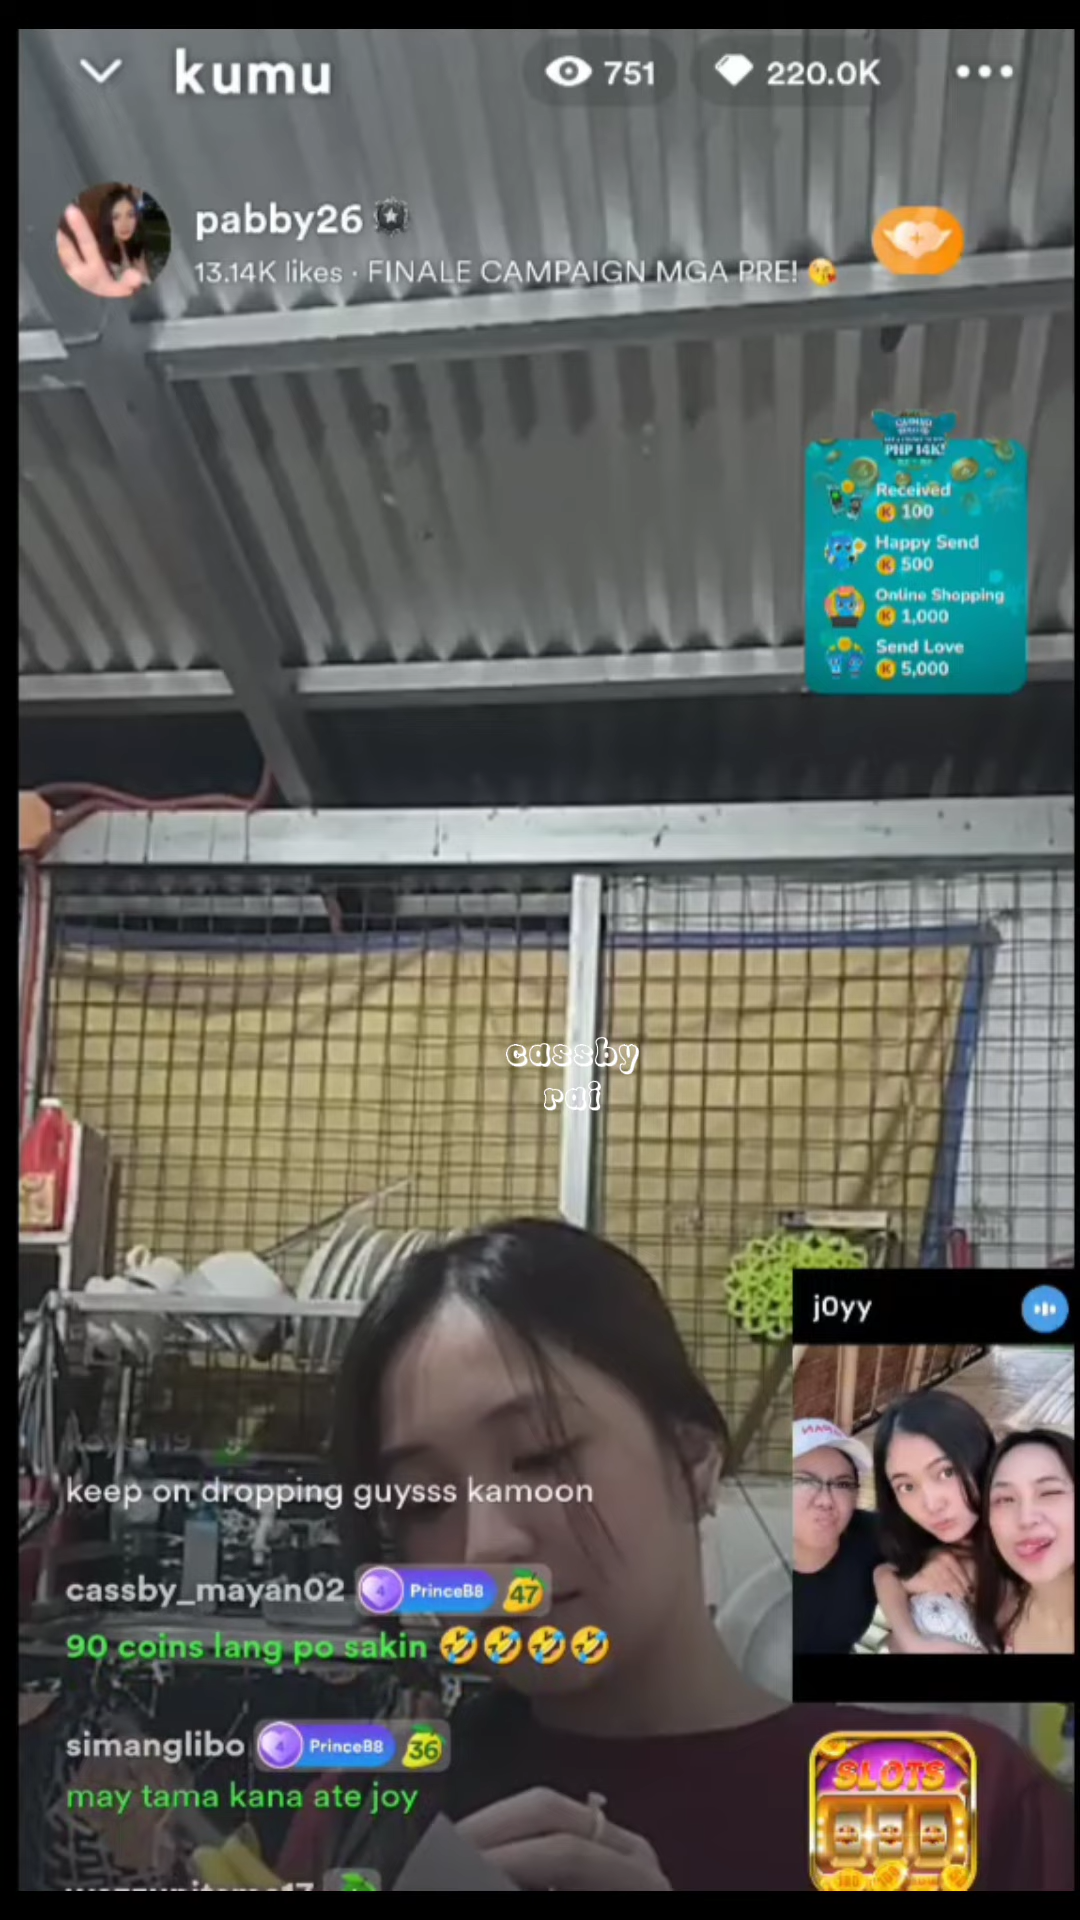 kumu
751
220.0K
pabby26
13.14K likes · FINALE CAMPAIGN MGA PRE! 😘
PHP 14K!
Received
K 100
Happy Send
K 500
Online Shopping
K 1,000
Send Love
K 5,000
cassby
rai
j0yy
keep on dropping guysss kamoon
cassby_mayan02 4 PrinceB8 47
90 coins lang po sakin 🤣🤣🤣🤣
simanglibo 4 PrinceB8 36
may tama kana ate joy
SLOTS